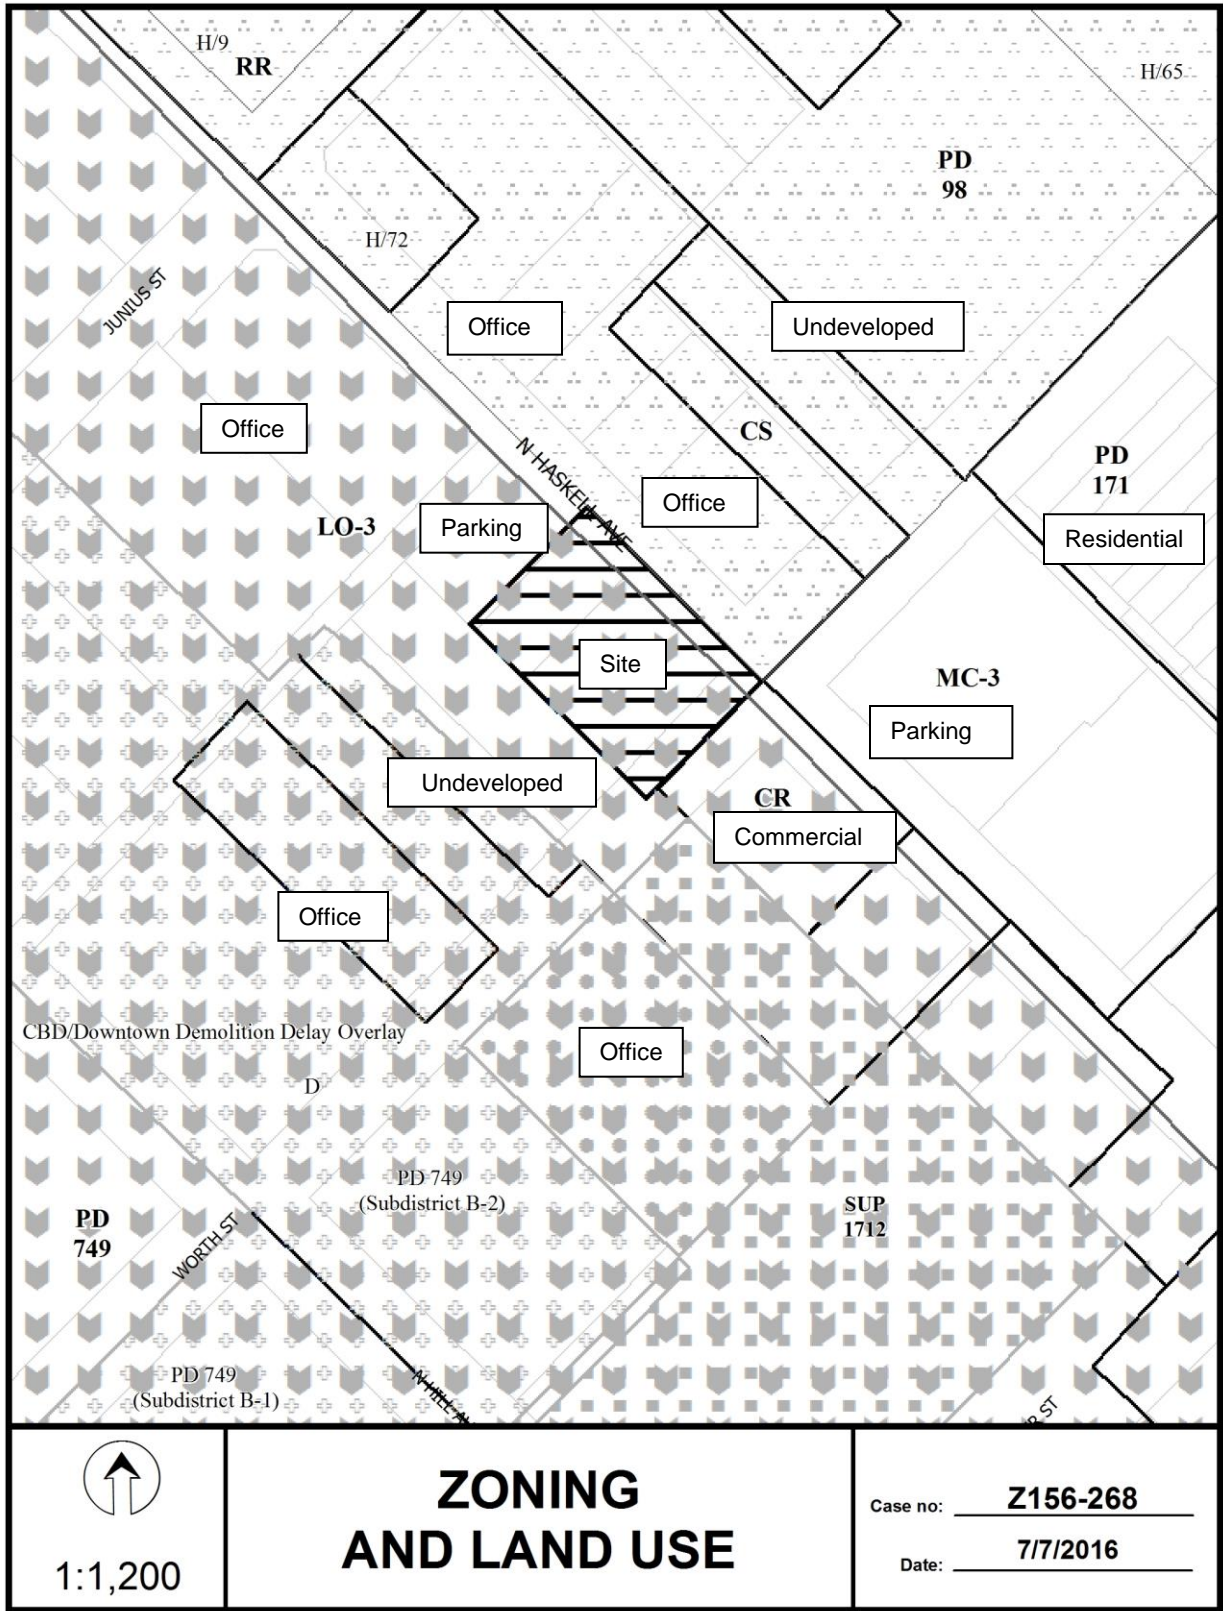 H/9
RR
H/65
PD
98
H/72
JUNIUS ST
Office
Undeveloped
Office
CS
N HASKELL AVE
PD
171
Office
LO-3
Parking
Residential
Site
MC-3
Parking
Undeveloped
CR
Commercial
Office
CBD/Downtown Demolition Delay Overlay
Office
D
PD 749
(Subdistrict B-2)
SUP
1712
PD
749
WORTH ST
PD 749
(Subdistrict B-1)
N HILL
ST
1:1,200
ZONING
AND LAND USE
Case no: Z156-268
Date: 7/7/2016